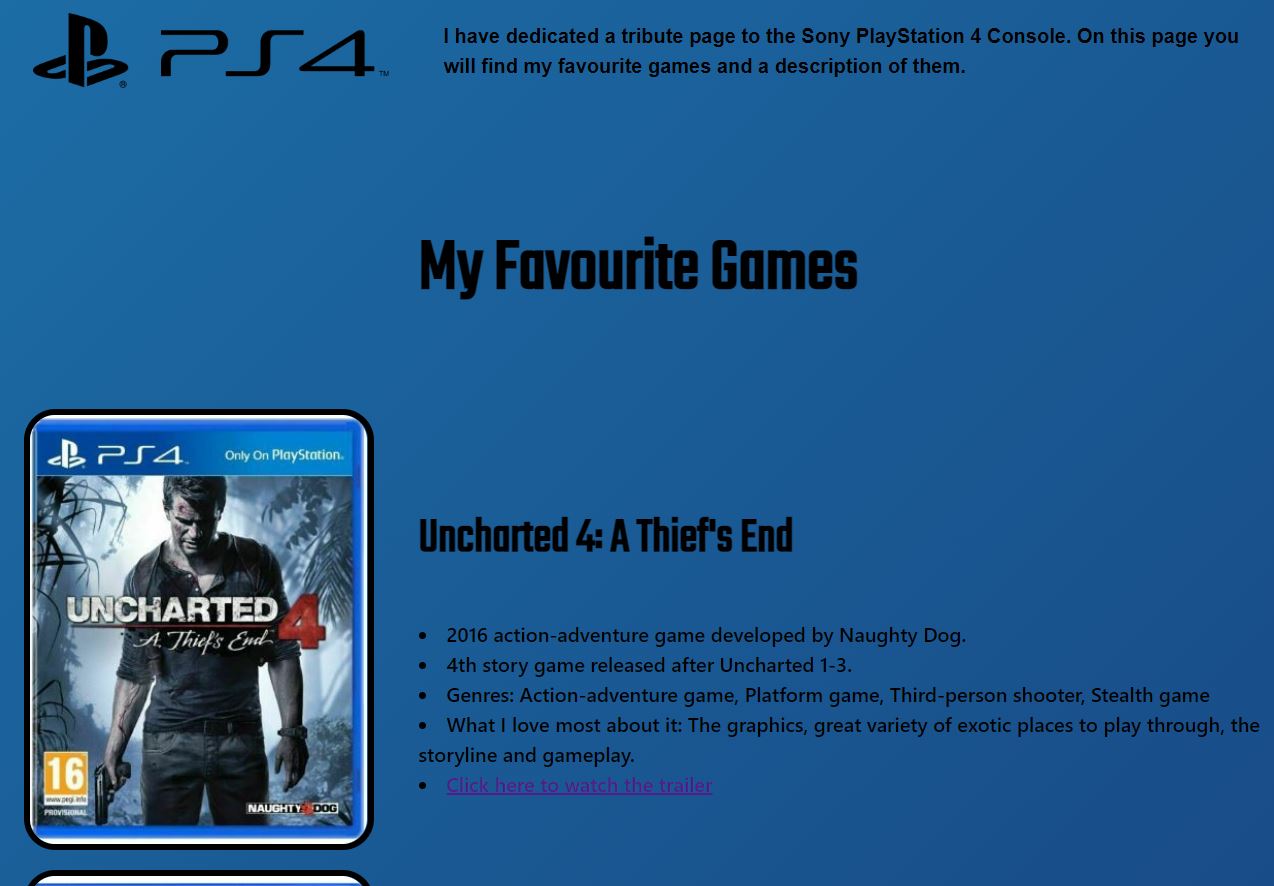 PS4 ™ ®
I have dedicated a tribute page to the Sony PlayStation 4 Console. On this page you
will find my favourite games and a description of them.
My Favourite Games
PS4 Only On PlayStation.
UNCHARTED 4
A Thief's End
16
www.pegi.info
PROVISIONAL
NAUGHTY DOG
Uncharted 4: A Thief's End
• 2016 action-adventure game developed by Naughty Dog.
• 4th story game released after Uncharted 1-3.
• Genres: Action-adventure game, Platform game, Third-person shooter, Stealth game
• What I love most about it: The graphics, great variety of exotic places to play through, the
storyline and gameplay.
• Click here to watch the trailer